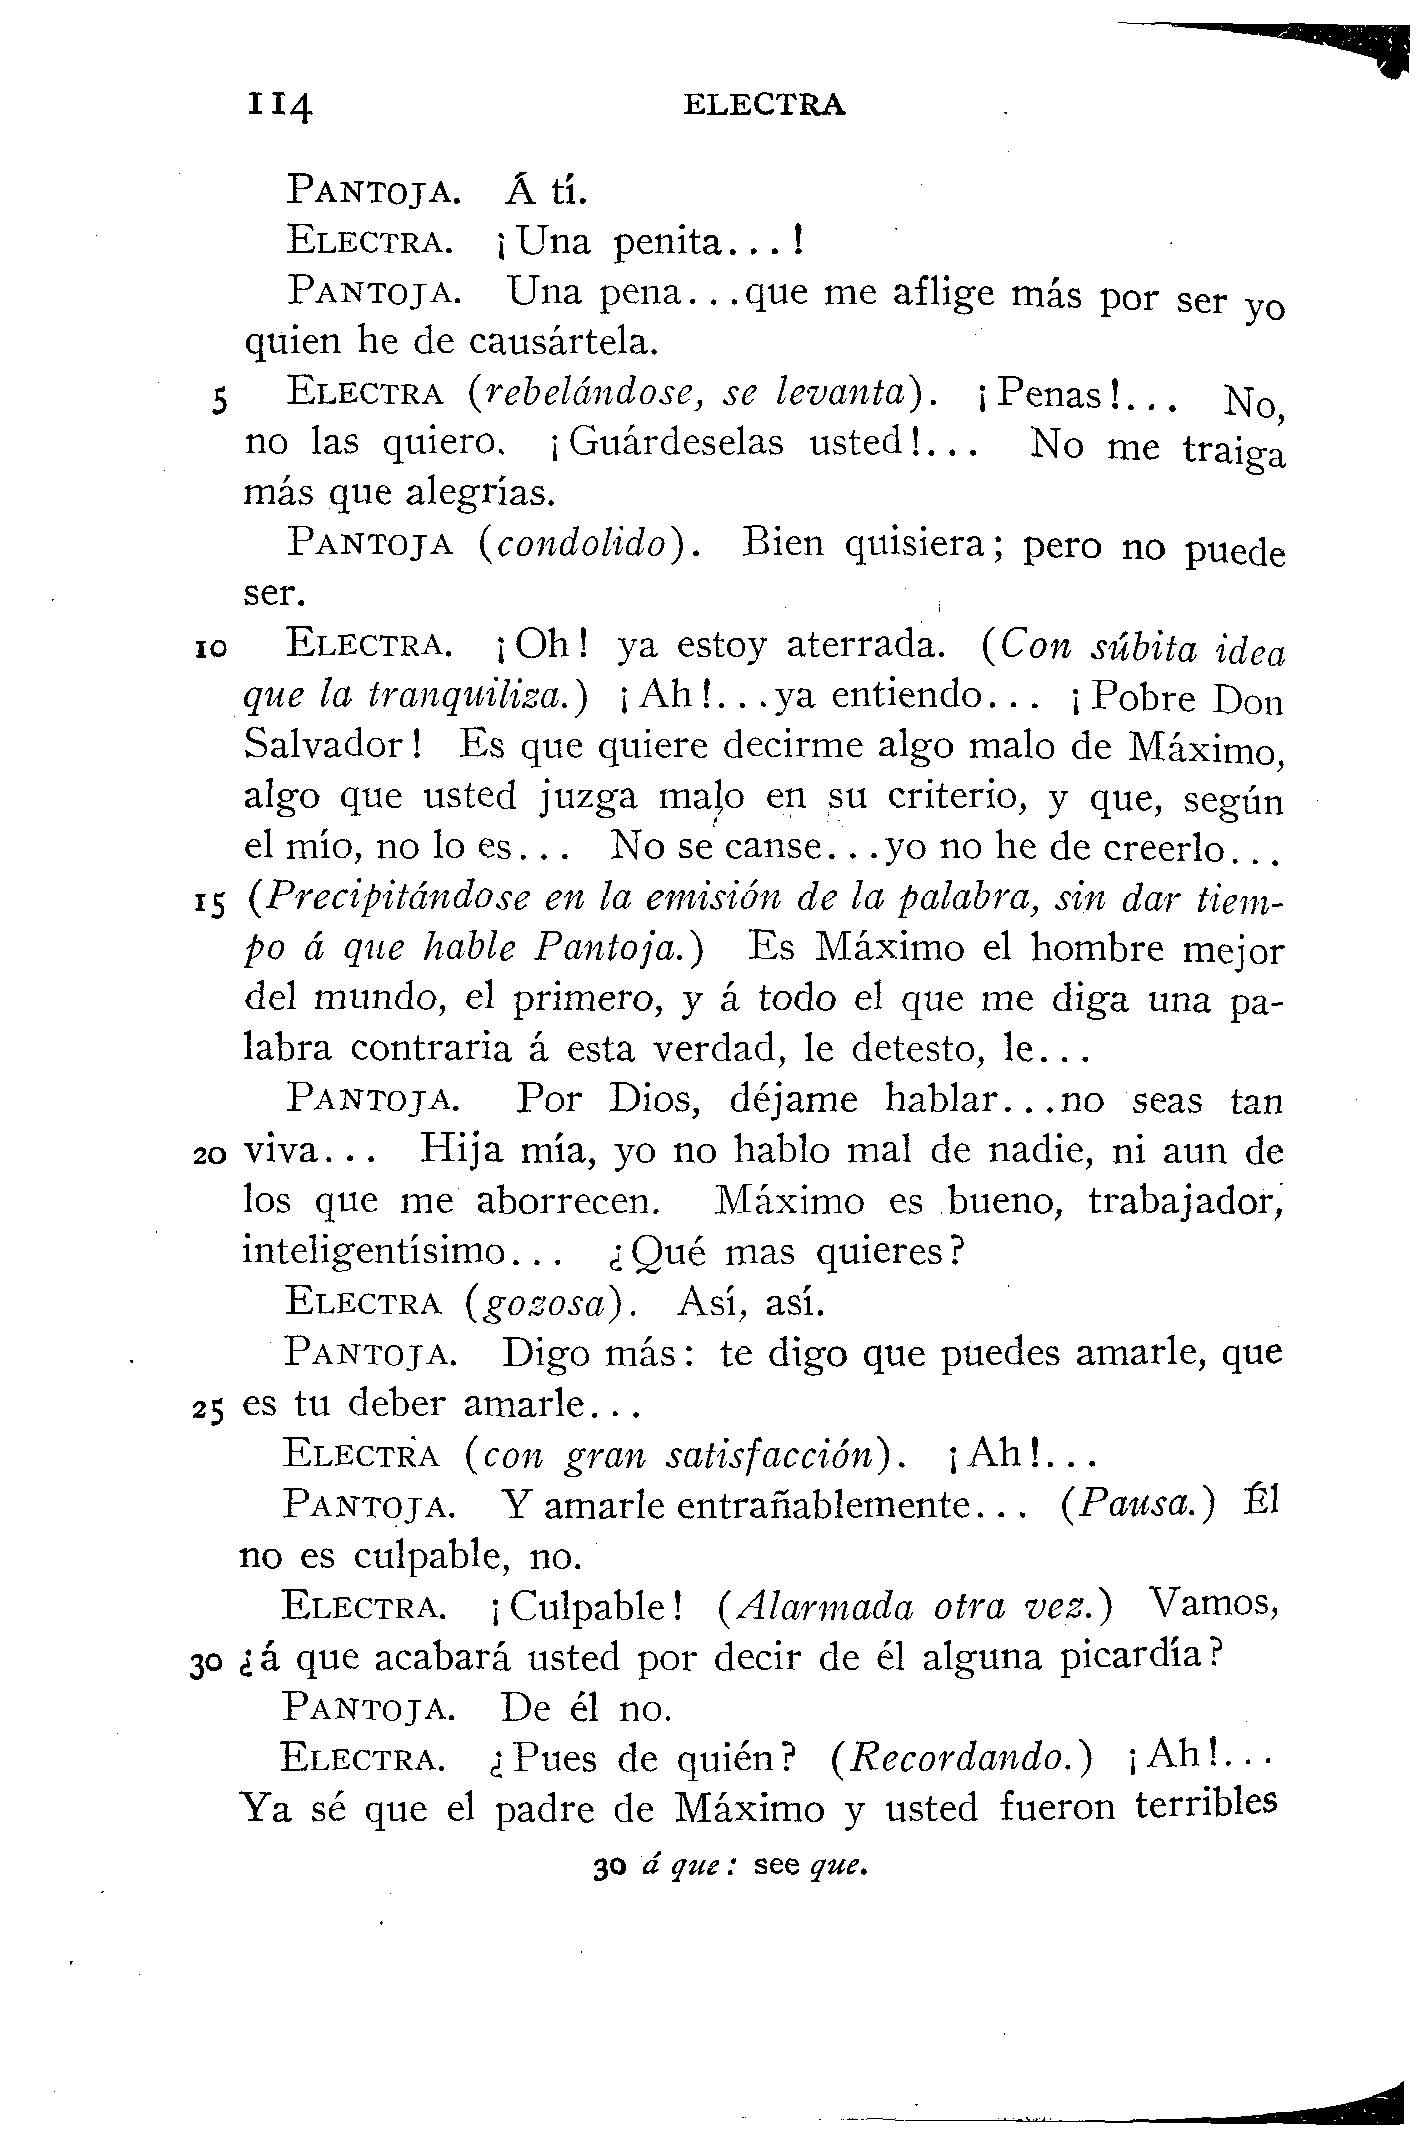 114 ELECTRA
PANTOJA. Á tí.
ELECTRA. ¡Una penita...!
PANTOJA. Una pena...que me aflige más por ser yo
quien he de causártela.
5 ELECTRA (rebelándose, se levanta). ¡Penas!... No,
no las quiero. ¡Guárdeselas usted!... No me traiga
más que alegrías.
PANTOJA (condolido). Bien quisiera; pero no puede
ser.
10 ELECTRA. ¡Oh! ya estoy aterrada. (Con súbita idea
que la tranquiliza.) ¡Ah!...ya entiendo... ¡Pobre Don
Salvador! Es que quiere decirme algo malo de Máximo,
algo que usted juzga malo en su criterio, y que, según
el mío, no lo es... No se canse...yo no he de creerlo...
15 (Precipitándose en la emisión de la palabra, sin dar tiem-
po á que hable Pantoja.) Es Máximo el hombre mejor
del mundo, el primero, y á todo el que me diga una pa-
labra contraria á esta verdad, le detesto, le...
PANTOJA. Por Dios, déjame hablar...no seas tan
20 viva... Hija mía, yo no hablo mal de nadie, ni aun de
los que me aborrecen. Máximo es bueno, trabajador,
inteligentísimo... ¿Qué mas quieres?
ELECTRA (gozosa). Así, así.
PANTOJA. Digo más: te digo que puedes amarle, que
25 es tu deber amarle...
ELECTRA (con gran satisfacción). ¡Ah!...
PANTOJA. Y amarle entrañablemente... (Pausa.) Él
no es culpable, no.
ELECTRA. ¡Culpable! (Alarmada otra vez.) Vamos,
30 ¿á que acabará usted por decir de él alguna picardía?
PANTOJA. De él no.
ELECTRA. ¿Pues de quién? (Recordando.) ¡Ah!...
Ya sé que el padre de Máximo y usted fueron terribles
30 á que: see que.